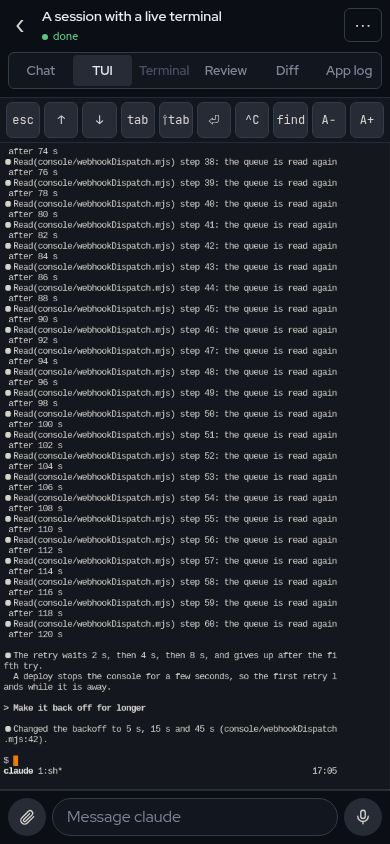 A session with a live terminal
done
...
Chat TUI Terminal Review Diff App log
esc ↑ ↓ tab ⇧tab ⏎ ^C find A- A+
after 74 s
Read(console/webhookDispatch.mjs) step 38: the queue is read again
after 76 s
Read(console/webhookDispatch.mjs) step 39: the queue is read again
after 78 s
Read(console/webhookDispatch.mjs) step 40: the queue is read again
after 80 s
Read(console/webhookDispatch.mjs) step 41: the queue is read again
after 82 s
Read(console/webhookDispatch.mjs) step 42: the queue is read again
after 84 s
Read(console/webhookDispatch.mjs) step 43: the queue is read again
after 86 s
Read(console/webhookDispatch.mjs) step 44: the queue is read again
after 88 s
Read(console/webhookDispatch.mjs) step 45: the queue is read again
after 90 s
Read(console/webhookDispatch.mjs) step 46: the queue is read again
after 92 s
Read(console/webhookDispatch.mjs) step 47: the queue is read again
after 94 s
Read(console/webhookDispatch.mjs) step 48: the queue is read again
after 96 s
Read(console/webhookDispatch.mjs) step 49: the queue is read again
after 98 s
Read(console/webhookDispatch.mjs) step 50: the queue is read again
after 100 s
Read(console/webhookDispatch.mjs) step 51: the queue is read again
after 102 s
Read(console/webhookDispatch.mjs) step 52: the queue is read again
after 104 s
Read(console/webhookDispatch.mjs) step 53: the queue is read again
after 106 s
Read(console/webhookDispatch.mjs) step 54: the queue is read again
after 108 s
Read(console/webhookDispatch.mjs) step 55: the queue is read again
after 110 s
Read(console/webhookDispatch.mjs) step 56: the queue is read again
after 112 s
Read(console/webhookDispatch.mjs) step 57: the queue is read again
after 114 s
Read(console/webhookDispatch.mjs) step 58: the queue is read again
after 116 s
Read(console/webhookDispatch.mjs) step 59: the queue is read again
after 118 s
Read(console/webhookDispatch.mjs) step 60: the queue is read again
after 120 s
The retry waits 2 s, then 4 s, then 8 s, and gives up after the fi
fth try.
A deploy stops the console for a few seconds, so the first retry l
ands while it is away.
> Make it back off for longer
Changed the backoff to 5 s, 15 s and 45 s (console/webhookDispatch
.mjs:42).
$
claude 1:sh* 17:05
Message claude